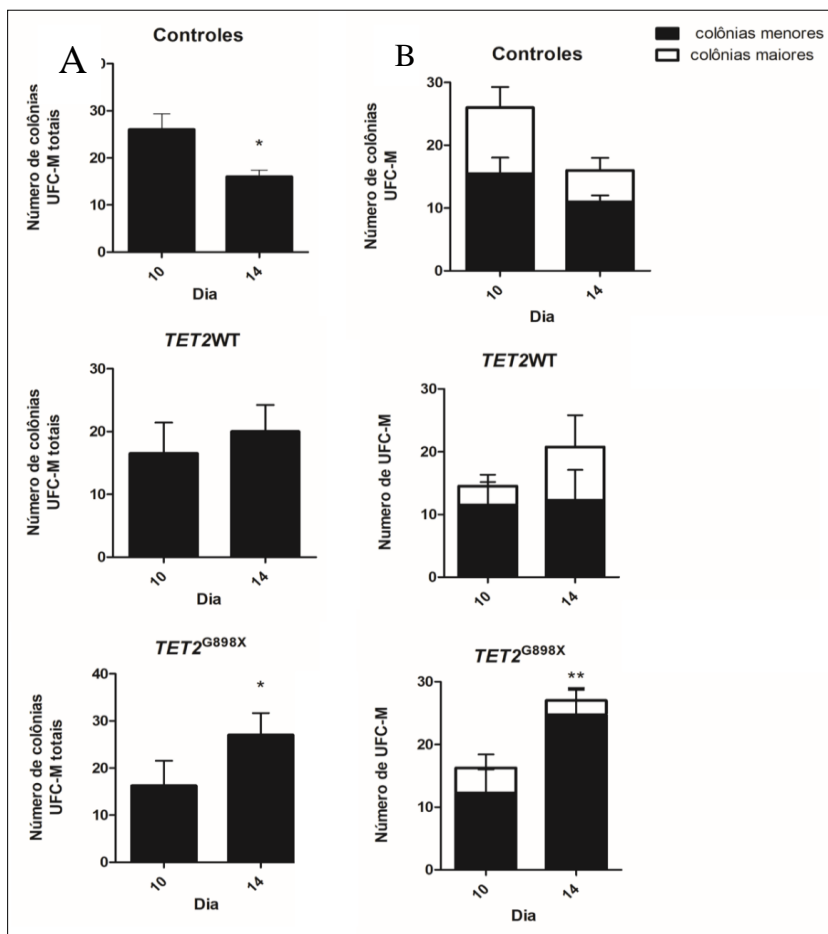 A
Controles
0
30
20
10
0
Número de colônias
UFC-M totais
*
10
14
Dia
TET2WT
30
20
10
0
Número de colônias
UFC-M totais
10
14
Dia
TET2G898X
40
30
20
10
0
Número de colônias
UFC-M totais
*
10
14
Dia
B
colônias menores
colônias maiores
Controles
30
20
10
0
Número de colônias
UFC-M
10
14
Dia
TET2WT
30
20
10
0
Numero de UFC-M
10
14
Dia
TET2G898X
30
20
10
0
Número de UFC-M
**
10
14
Dia